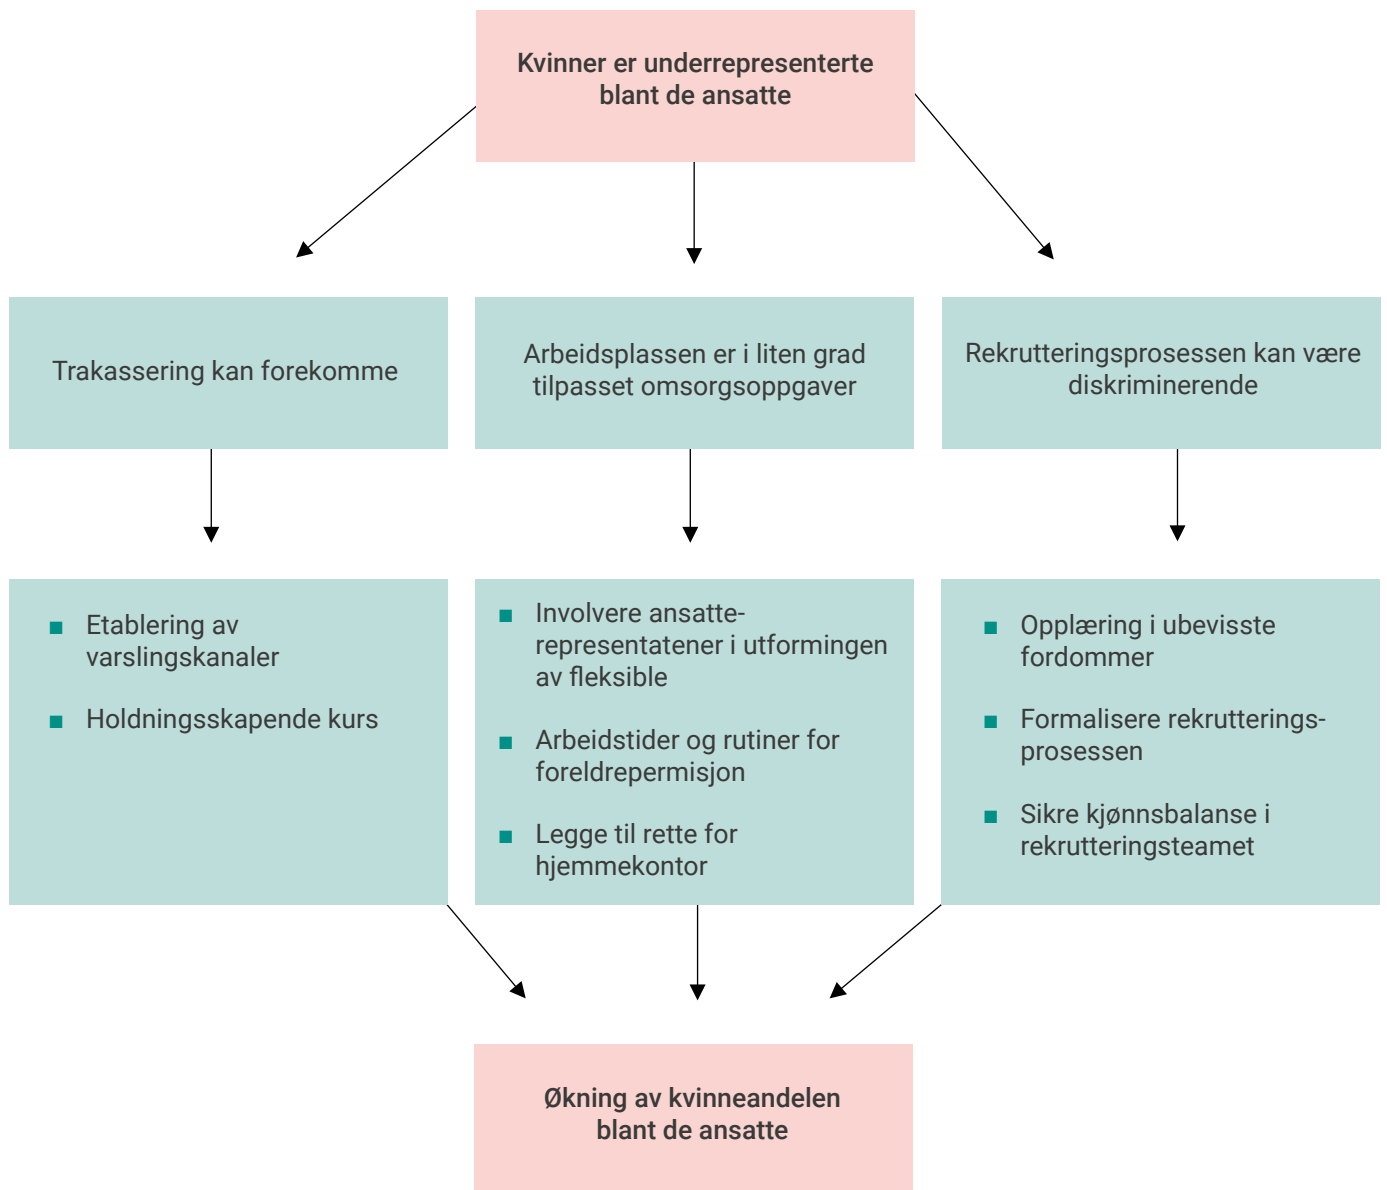 Kvinner er underrepresenterte
blant de ansatte
Trakassering kan forekomme
Arbeidsplassen er i liten grad
tilpasset omsorgsoppgaver
Rekrutteringsprosessen kan være
diskriminerende
Etablering av
varslingskanaler
Holdningsskapende kurs
Involvere ansatte-
representatener i utformingen
av fleksible
Arbeidstider og rutiner for
foreldrepermisjon
Legge til rette for
hjemmekontor
Opplæring i ubevisste
fordommer
Formalisere rekrutterings-
prosessen
Sikre kjønnsbalanse i
rekrutteringsteamet
Økning av kvinneandelen
blant de ansatte